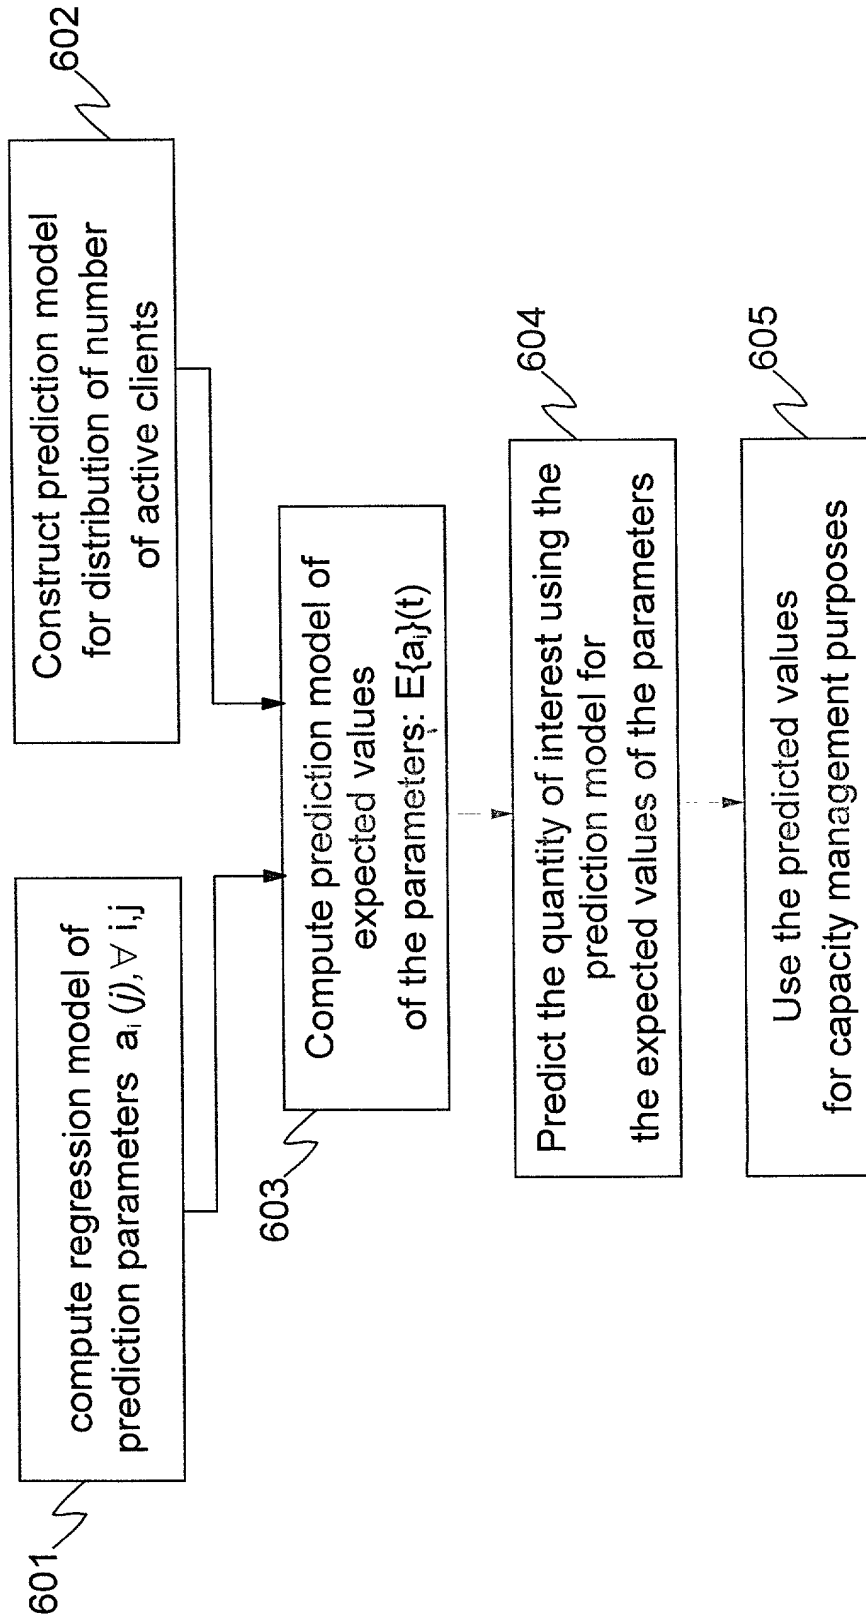 601
compute regression model of
prediction parameters aᵢ (j), ∀ i,j
602
Construct prediction model
for distribution of number
of active clients
603
Compute prediction model of
expected values
of the parameters: E{aᵢ}(t)
604
Predict the quantity of interest using the
prediction model for
the expected values of the parameters
605
Use the predicted values
for capacity management purposes